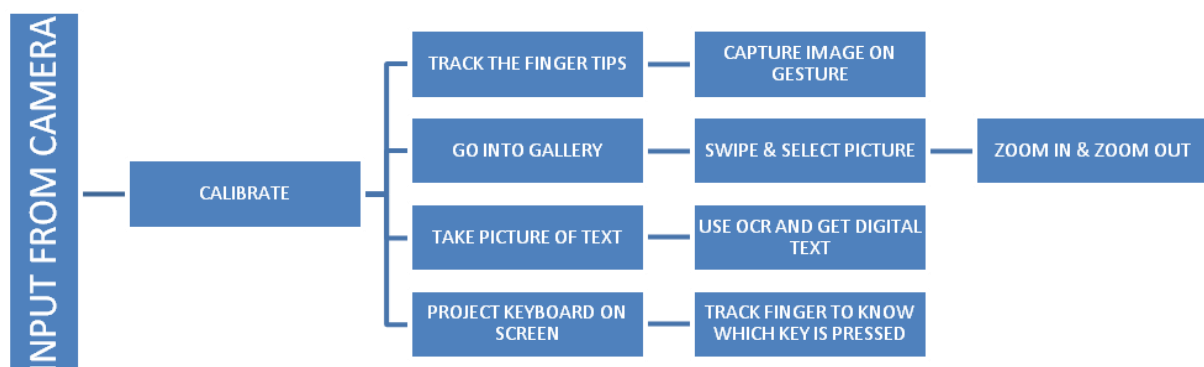 INPUT FROM CAMERA
CALIBRATE
TRACK THE FINGER TIPS
CAPTURE IMAGE ON
GESTURE
GO INTO GALLERY
SWIPE & SELECT PICTURE
ZOOM IN & ZOOM OUT
TAKE PICTURE OF TEXT
USE OCR AND GET DIGITAL
TEXT
PROJECT KEYBOARD ON
SCREEN
TRACK FINGER TO KNOW
WHICH KEY IS PRESSED